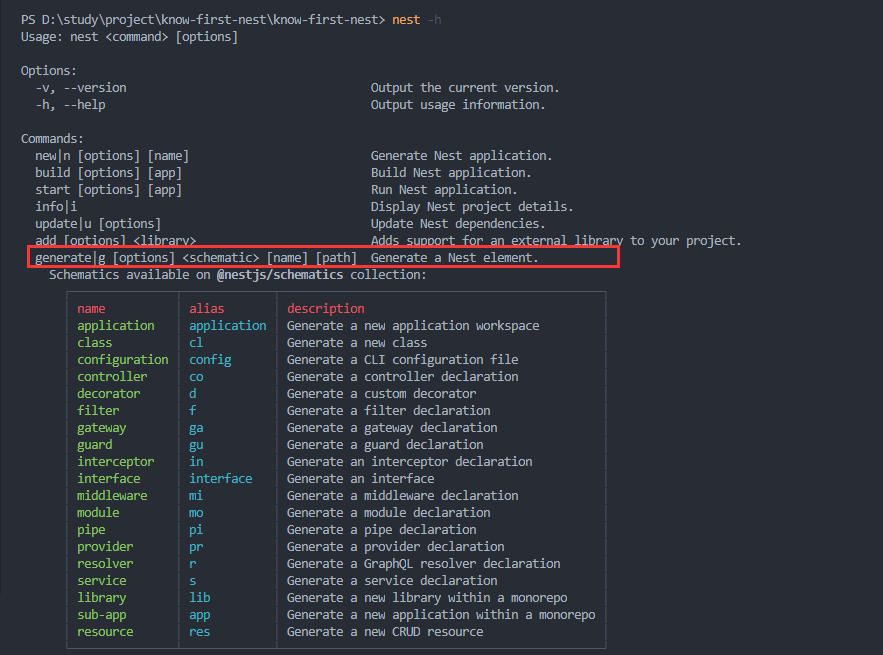 PS D:\study\project\know-first-nest\know-first-nest> nest -h
Usage: nest <command> [options]
Options:
-v, --version Output the current version.
-h, --help Output usage information.
Commands:
new|n [options] [name] Generate Nest application.
build [options] [app] Build Nest application.
start [options] [app] Run Nest application.
info|i Display Nest project details.
update|u [options] Update Nest dependencies.
add [options] <library> Adds support for an external library to your project.
generate|g [options] <schematic> [name] [path] Generate a Nest element.
Schematics available on @nestjs/schematics collection:
name alias description
application application Generate a new application workspace
class cl Generate a new class
configuration config Generate a CLI configuration file
controller co Generate a controller declaration
decorator d Generate a custom decorator
filter f Generate a filter declaration
gateway ga Generate a gateway declaration
guard gu Generate a guard declaration
interceptor in Generate an interceptor declaration
interface interface Generate an interface
middleware mi Generate a middleware declaration
module mo Generate a module declaration
pipe pi Generate a pipe declaration
provider pr Generate a provider declaration
resolver r Generate a GraphQL resolver declaration
service s Generate a service declaration
library lib Generate a new library within a monorepo
sub-app app Generate a new application within a monorepo
resource res Generate a new CRUD resource